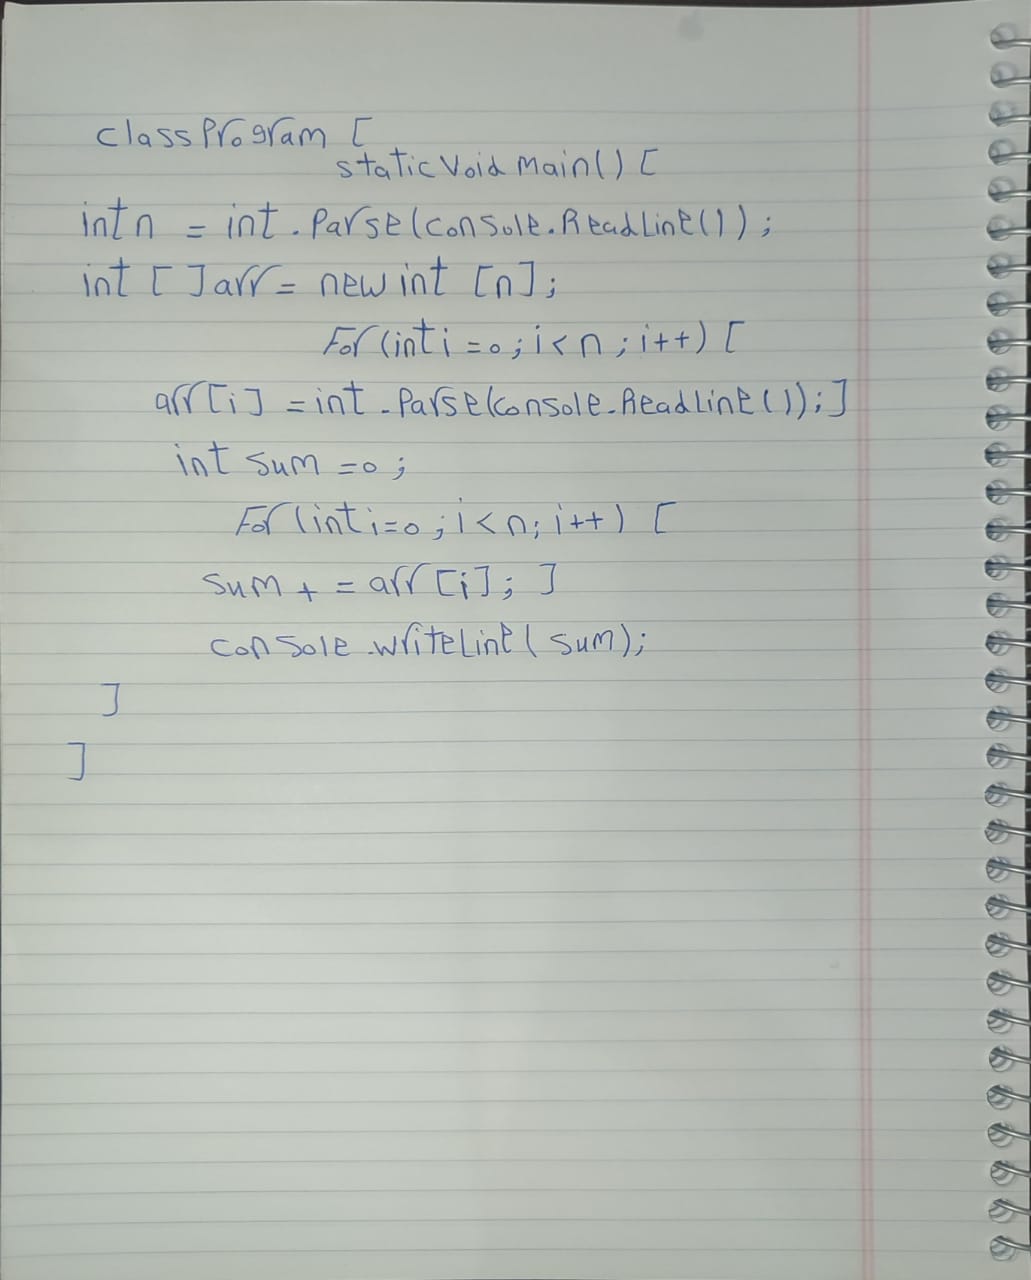 class Program [
static Void main() [
int n = int . Parse(console.ReadLine());
int [ ] arr = new int [n];
For (int i = 0 ; i < n ; i++) [
arr [i] = int . Parse(console.ReadLine());]
int sum = 0 ;
For (int i=0 ; i < n; i++) [
sum + = arr [i]; ]
console.writeLine( sum);
]
]